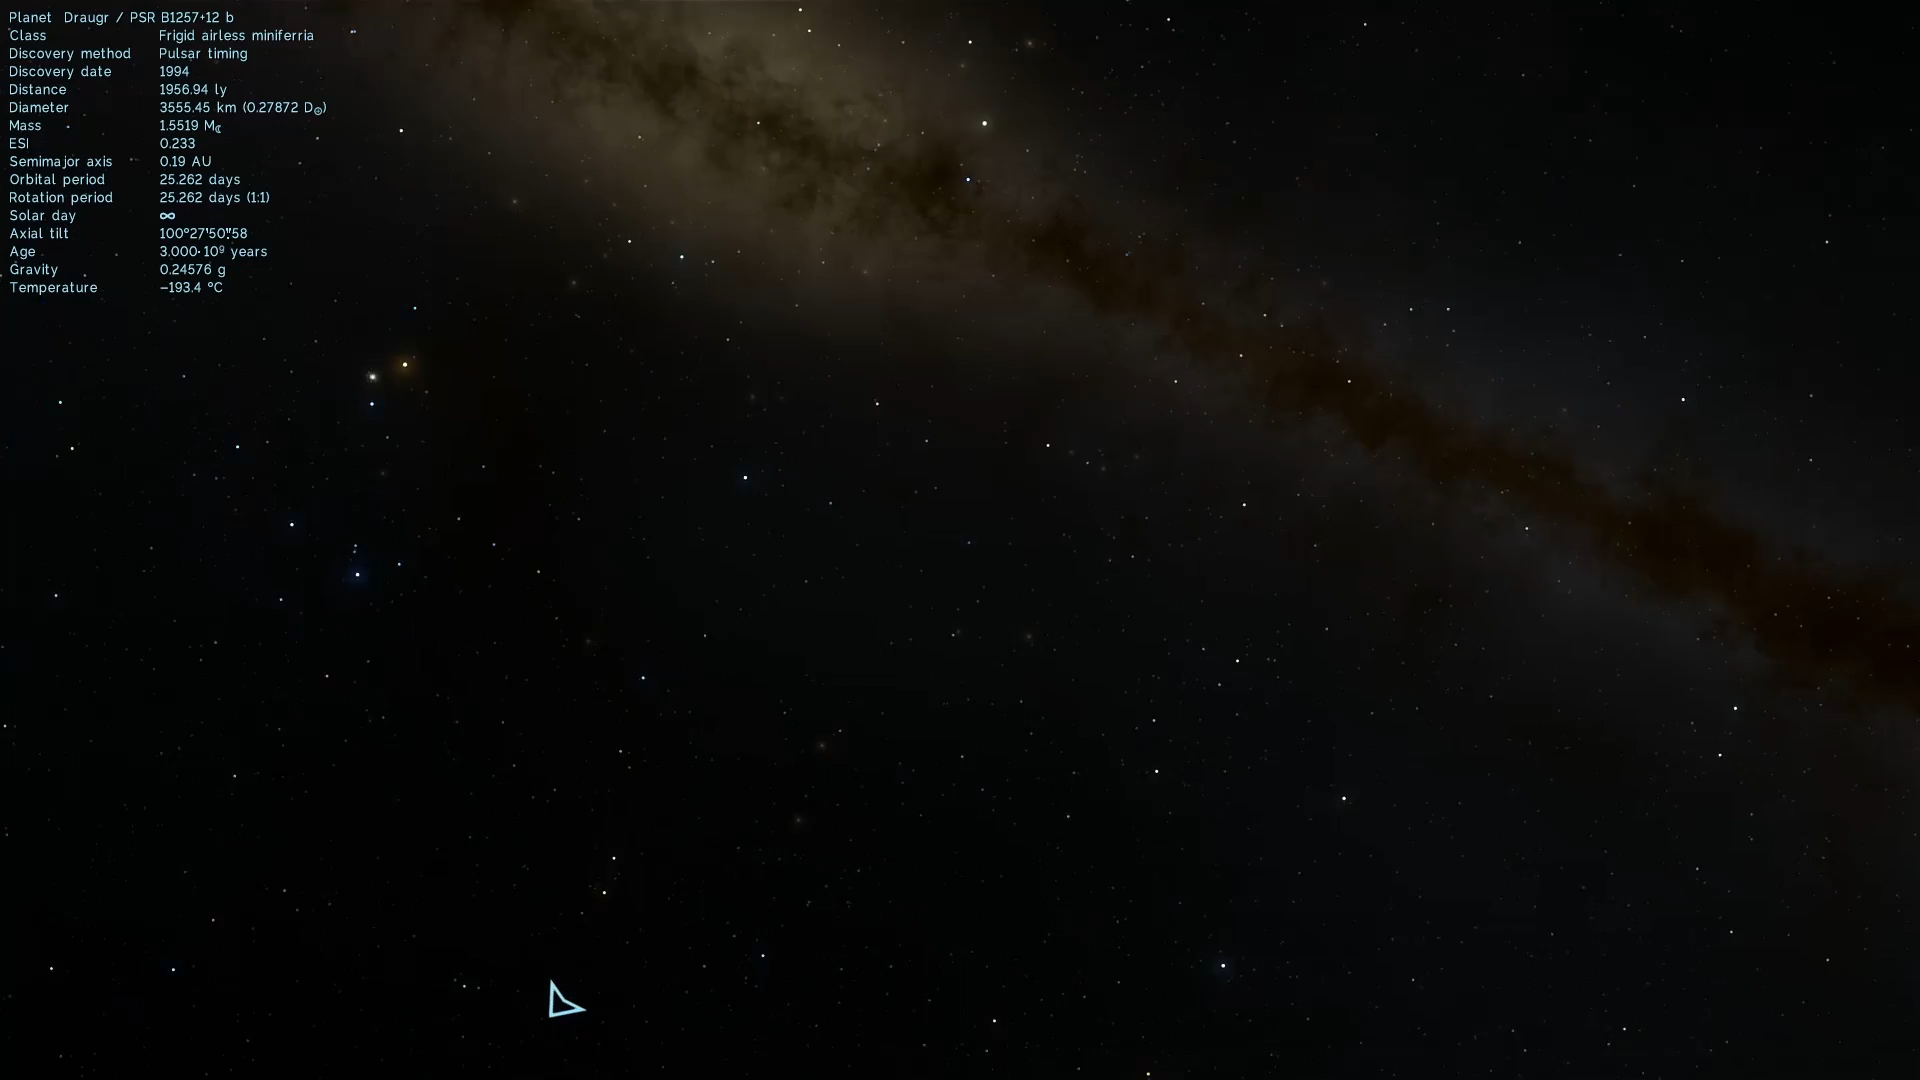 Planet Draugr / PSR B1257+12 b
Class Frigid airless miniferria
Discovery method Pulsar timing
Discovery date 1994
Distance 1956.94 ly
Diameter 3555.45 km (0.27872 D⊕)
Mass 1.5519 M☾
ESI 0.233
Semimajor axis 0.19 AU
Orbital period 25.262 days
Rotation period 25.262 days (1:1)
Solar day ∞
Axial tilt 100°27'50."58
Age 3.000·10⁹ years
Gravity 0.24576 g
Temperature −193.4 °C